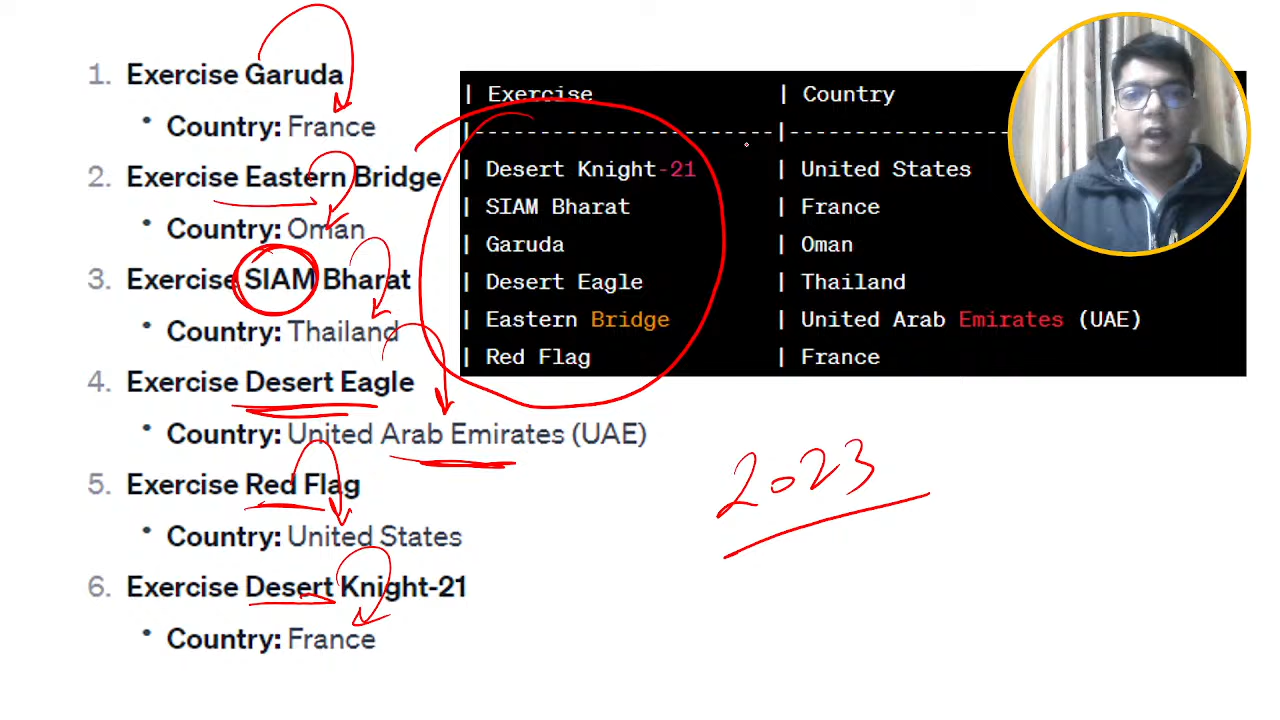 1. Exercise Garuda
• Country: France
2. Exercise Eastern Bridge
• Country: Oman
3. Exercise SIAM Bharat
• Country: Thailand
4. Exercise Desert Eagle
• Country: United Arab Emirates (UAE)
5. Exercise Red Flag
• Country: United States
6. Exercise Desert Knight-21
• Country: France
| Exercise | Country
|-----------------------|------------------
| Desert Knight-21 | United States
| SIAM Bharat | France
| Garuda | Oman
| Desert Eagle | Thailand
| Eastern Bridge | United Arab Emirates (UAE)
| Red Flag | France
2023